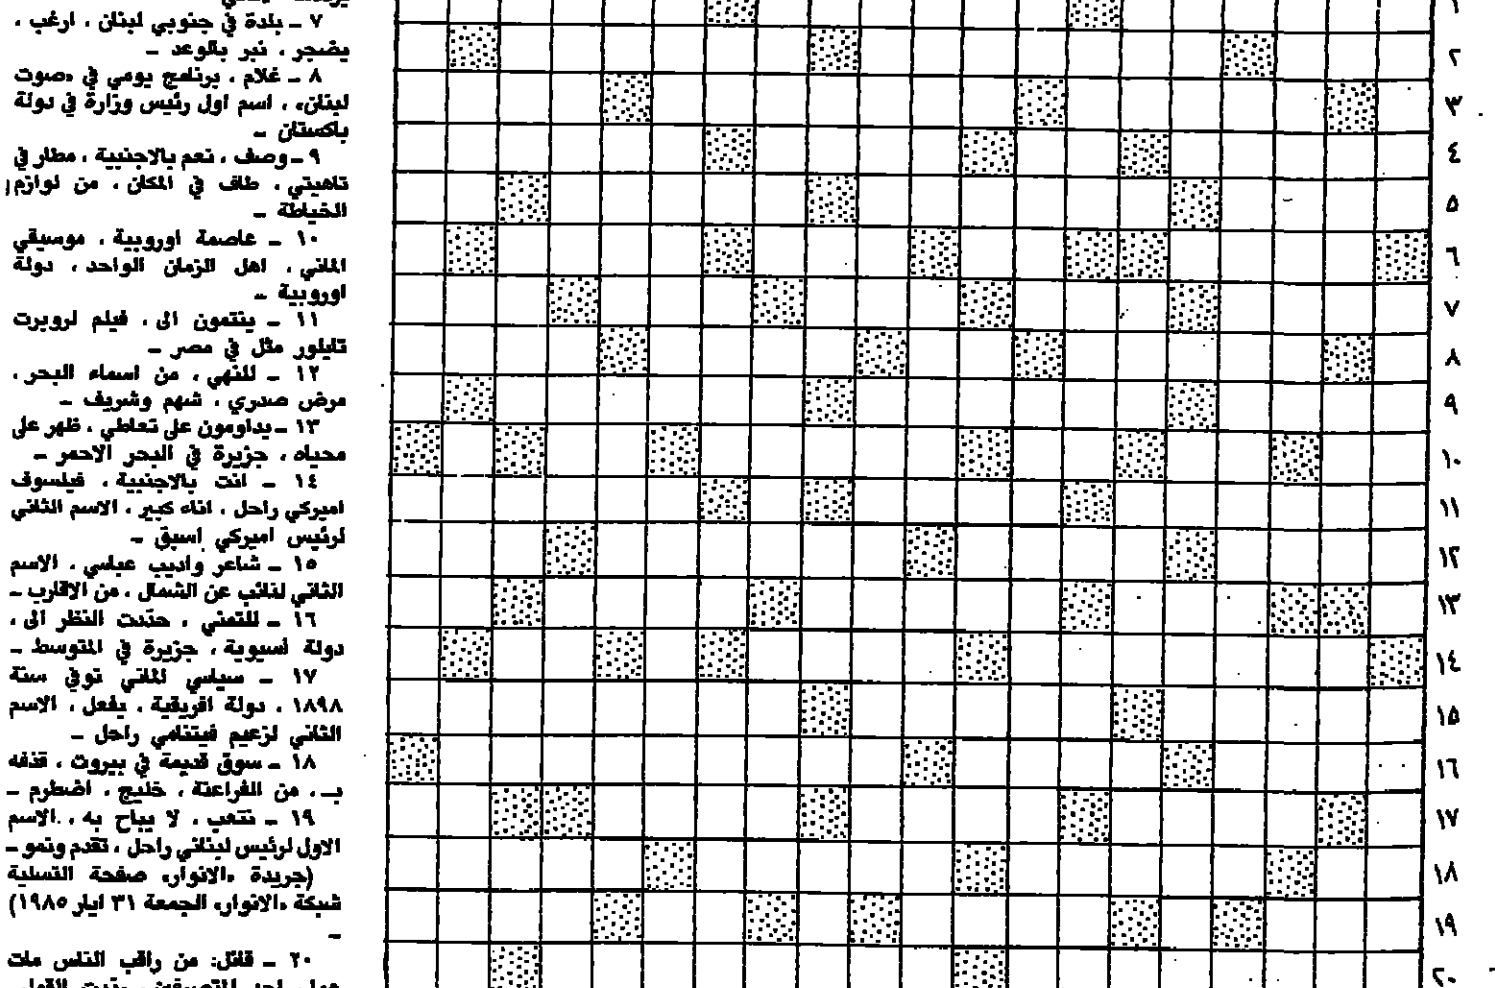 ٧ ـ بلدة في جنوبي لبنان ، ارغب ،
يضجر ، نبر بالوعد ـ
٨ ـ غلام ، برنامج يومي في «صوت
لبنان» ، اسم اول رئيس وزارة في دولة
باكستان ـ
٩ ـ وصف ، نعم بالاجنبية ، مطار في
تاهيتي ، طاف في المكان ، من لوازم
الخياطة ـ
١٠ ـ عاصمة اوروبية ، موسيقي
الماني ، اهل الزمان الواحد ، دولة
اوروبية ـ
١١ ـ ينتمون الى ، فيلم لروبرت
تايلور مثل في مصر ـ
١٢ ـ للنهي ، من اسماء البحر ،
مرض صدري ، شهم وشريف ـ
١٣ ـ يداومون على تعاطي ، ظهر على
محياه ، جزيرة في البحر الاحمر ـ
١٤ ـ انت بالاجنبية ، فيلسوف
اميركي راحل ، اناء كبير ، الاسم الثاني
لرئيس اميركي اسبق ـ
١٥ ـ شاعر واديب عباسي ، الاسم
الثاني لنائب عن الشمال ، من الاقارب ـ
١٦ ـ للتمني ، حدّدت النظر الى ،
دولة آسيوية ، جزيرة في المتوسط ـ
١٧ ـ سياسي الماني توفي سنة
١٨٩٨ ، دولة افريقية ، يفعل ، الاسم
الثاني لزعيم فيتنامي راحل ـ
١٨ ـ سوق قديمة في بيروت ، قذفه
بـ ، من الفراعنة ، خليج ، اضطرم ـ
١٩ ـ نتعب ، لا يباح به ، الاسم
الاول لرئيس لبناني راحل ، تقدم ونمو ـ
(جريدة «الانوار» صفحة التسلية
شبكة «الانوار» الجمعة ٣١ ايار ١٩٨٥)
ـ
٢٠ ـ قائل: من راقب الناس مات
١
٢
٣
٤
٥
٦
٧
٨
٩
١٠
١١
١٢
١٣
١٤
١٥
١٦
١٧
١٨
١٩
٢٠